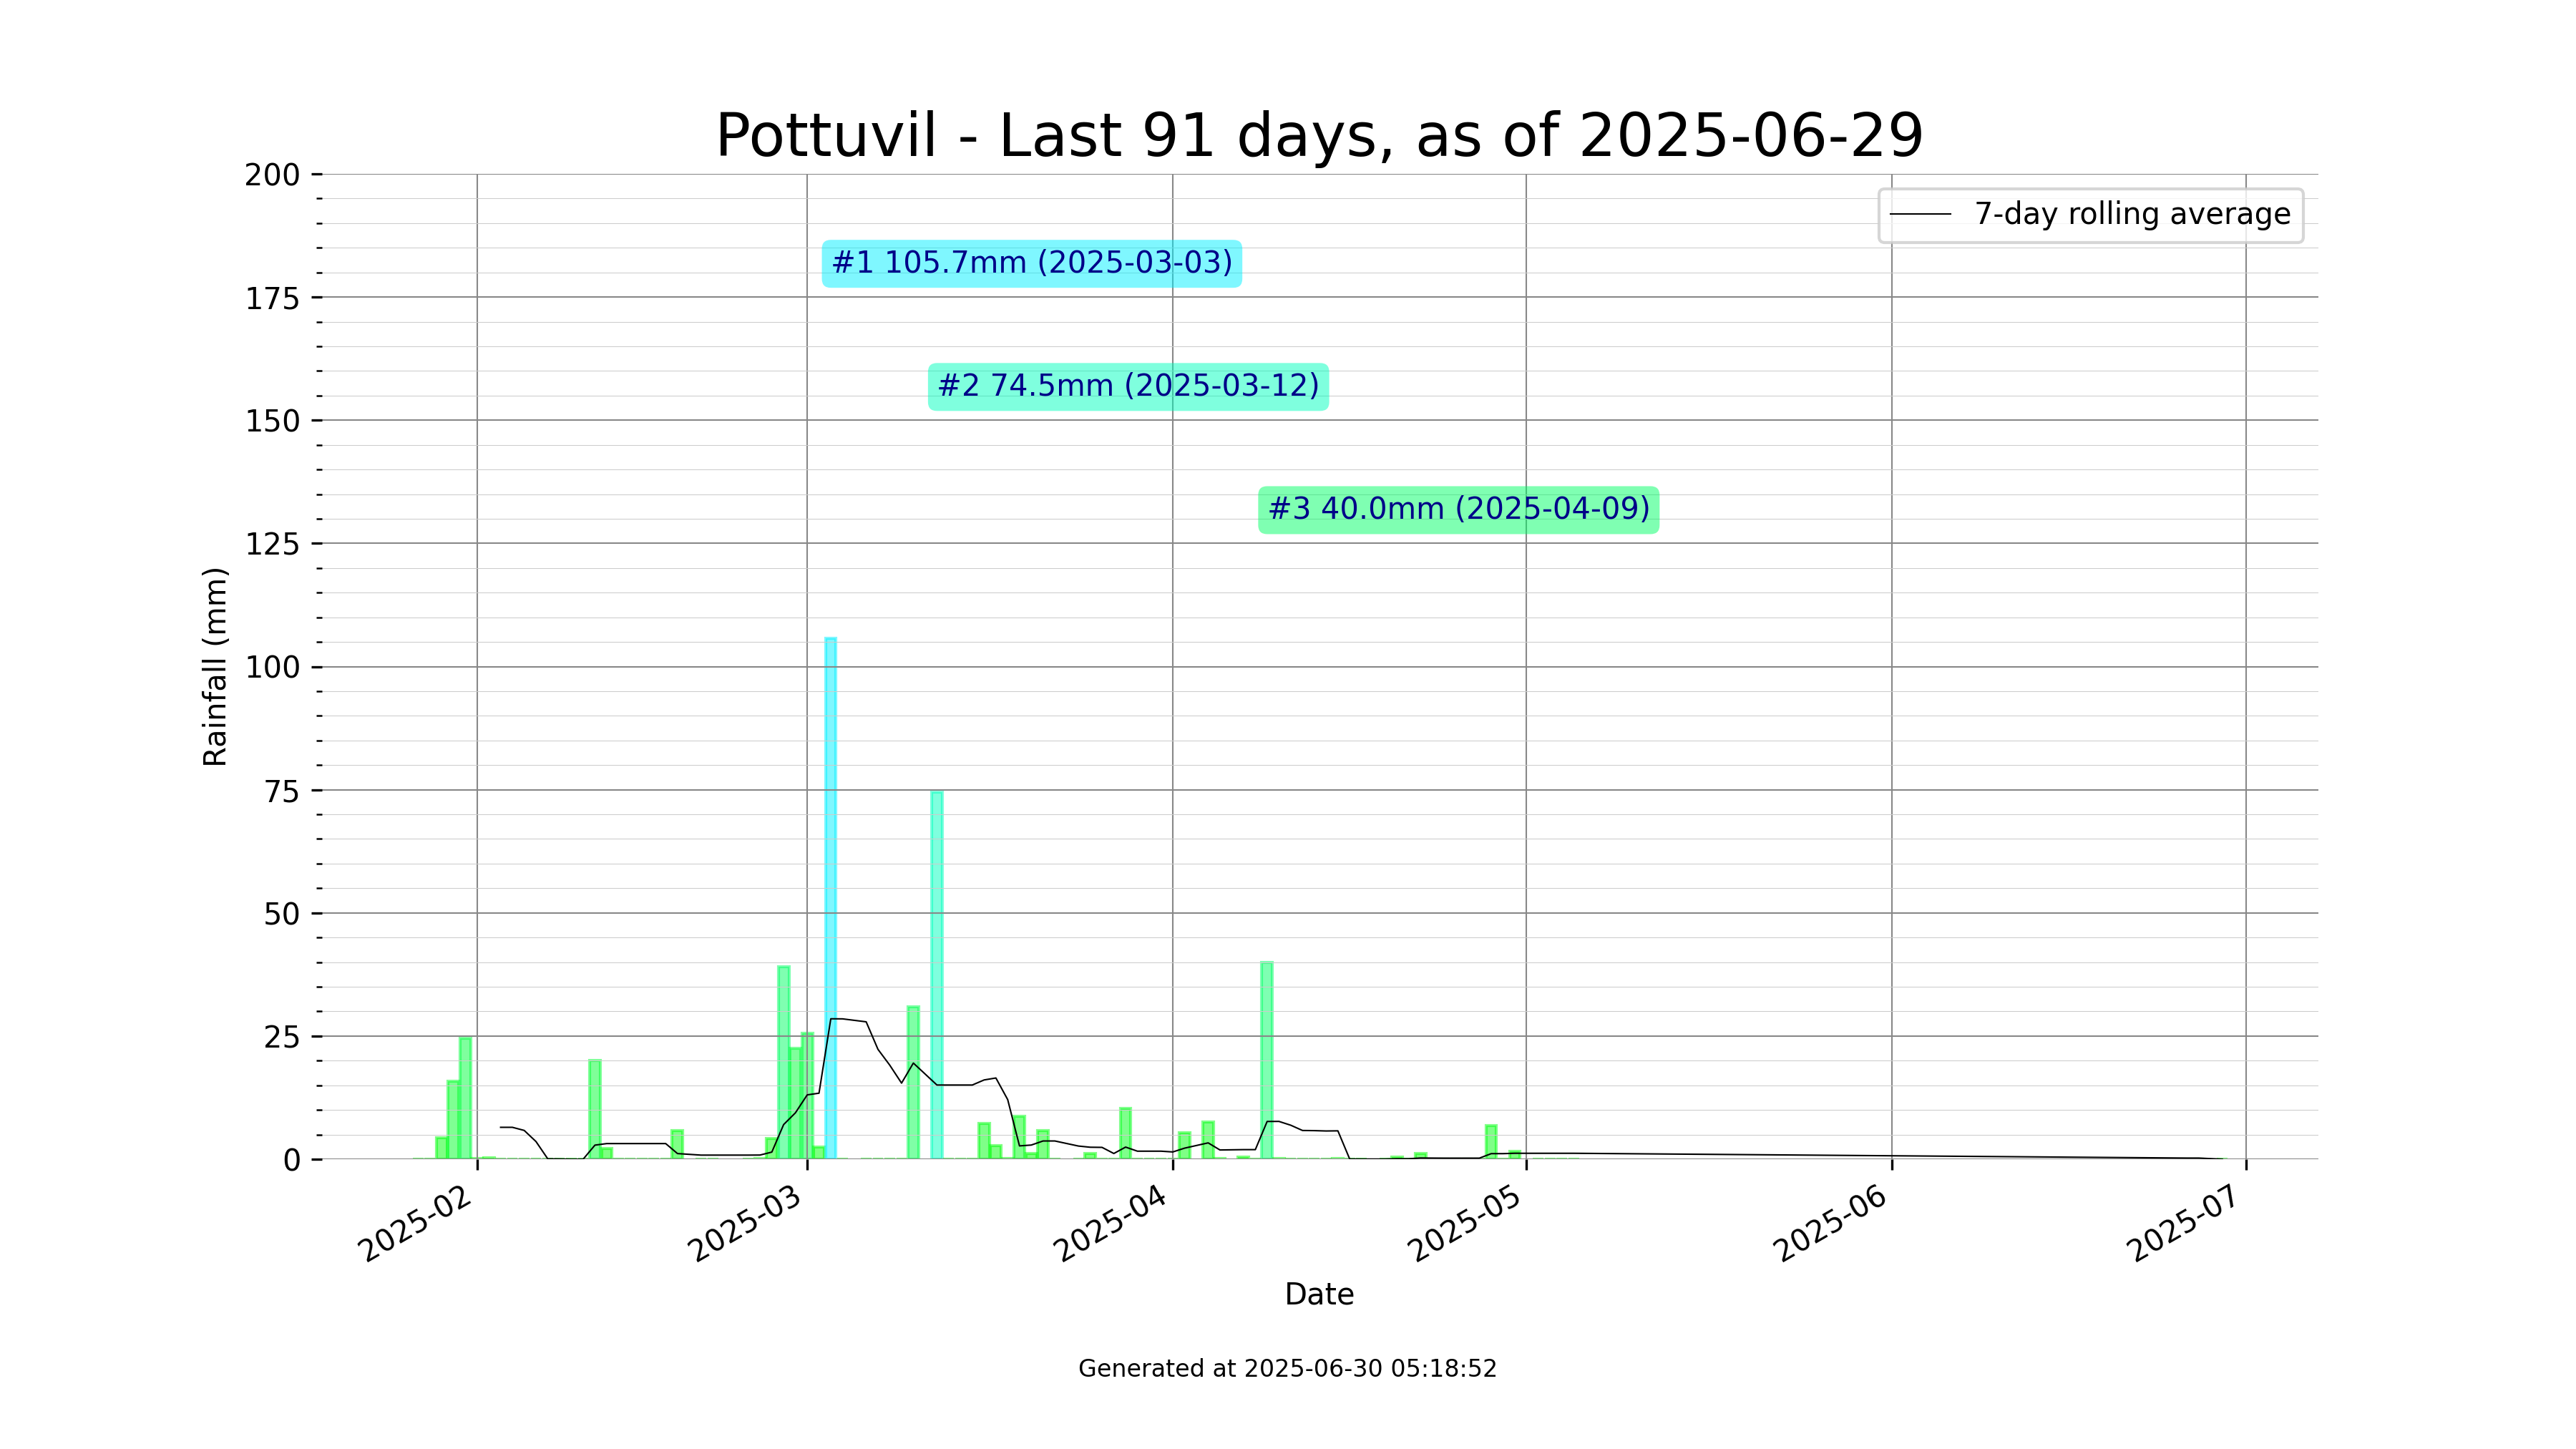 Pottuvil - Last 91 days, as of 2025-06-29
7-day rolling average
#1 105.7mm (2025-03-03)
#2 74.5mm (2025-03-12)
#3 40.0mm (2025-04-09)
Rainfall (mm)
200
175
150
125
100
75
50
25
0
2025-02
2025-03
2025-04
2025-05
2025-06
2025-07
Date
Generated at 2025-06-30 05:18:52